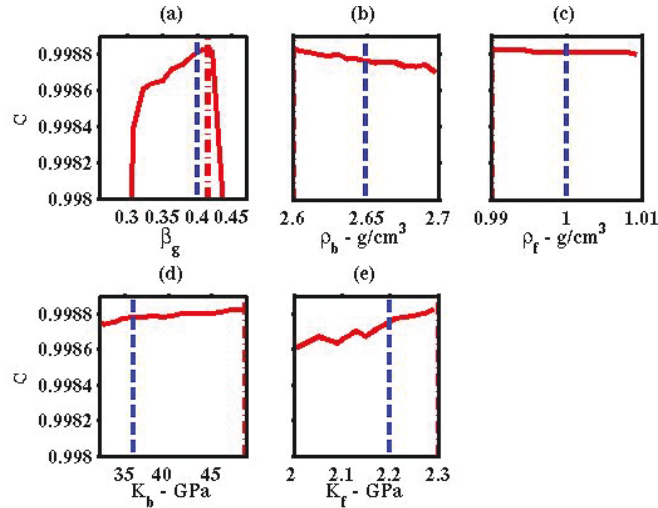 (a)
(b)
(c)
C
0.9988
0.9986
0.9984
0.9982
0.998
0.3 0.35 0.4 0.45
2.6 2.65 2.7
0.99 1 1.01
β_g
ρ_b - g/cm³
ρ_f - g/cm³
(d)
(e)
C
0.9988
0.9986
0.9984
0.9982
0.998
35 40 45
2 2.1 2.2 2.3
K_b - GPa
K_f - GPa